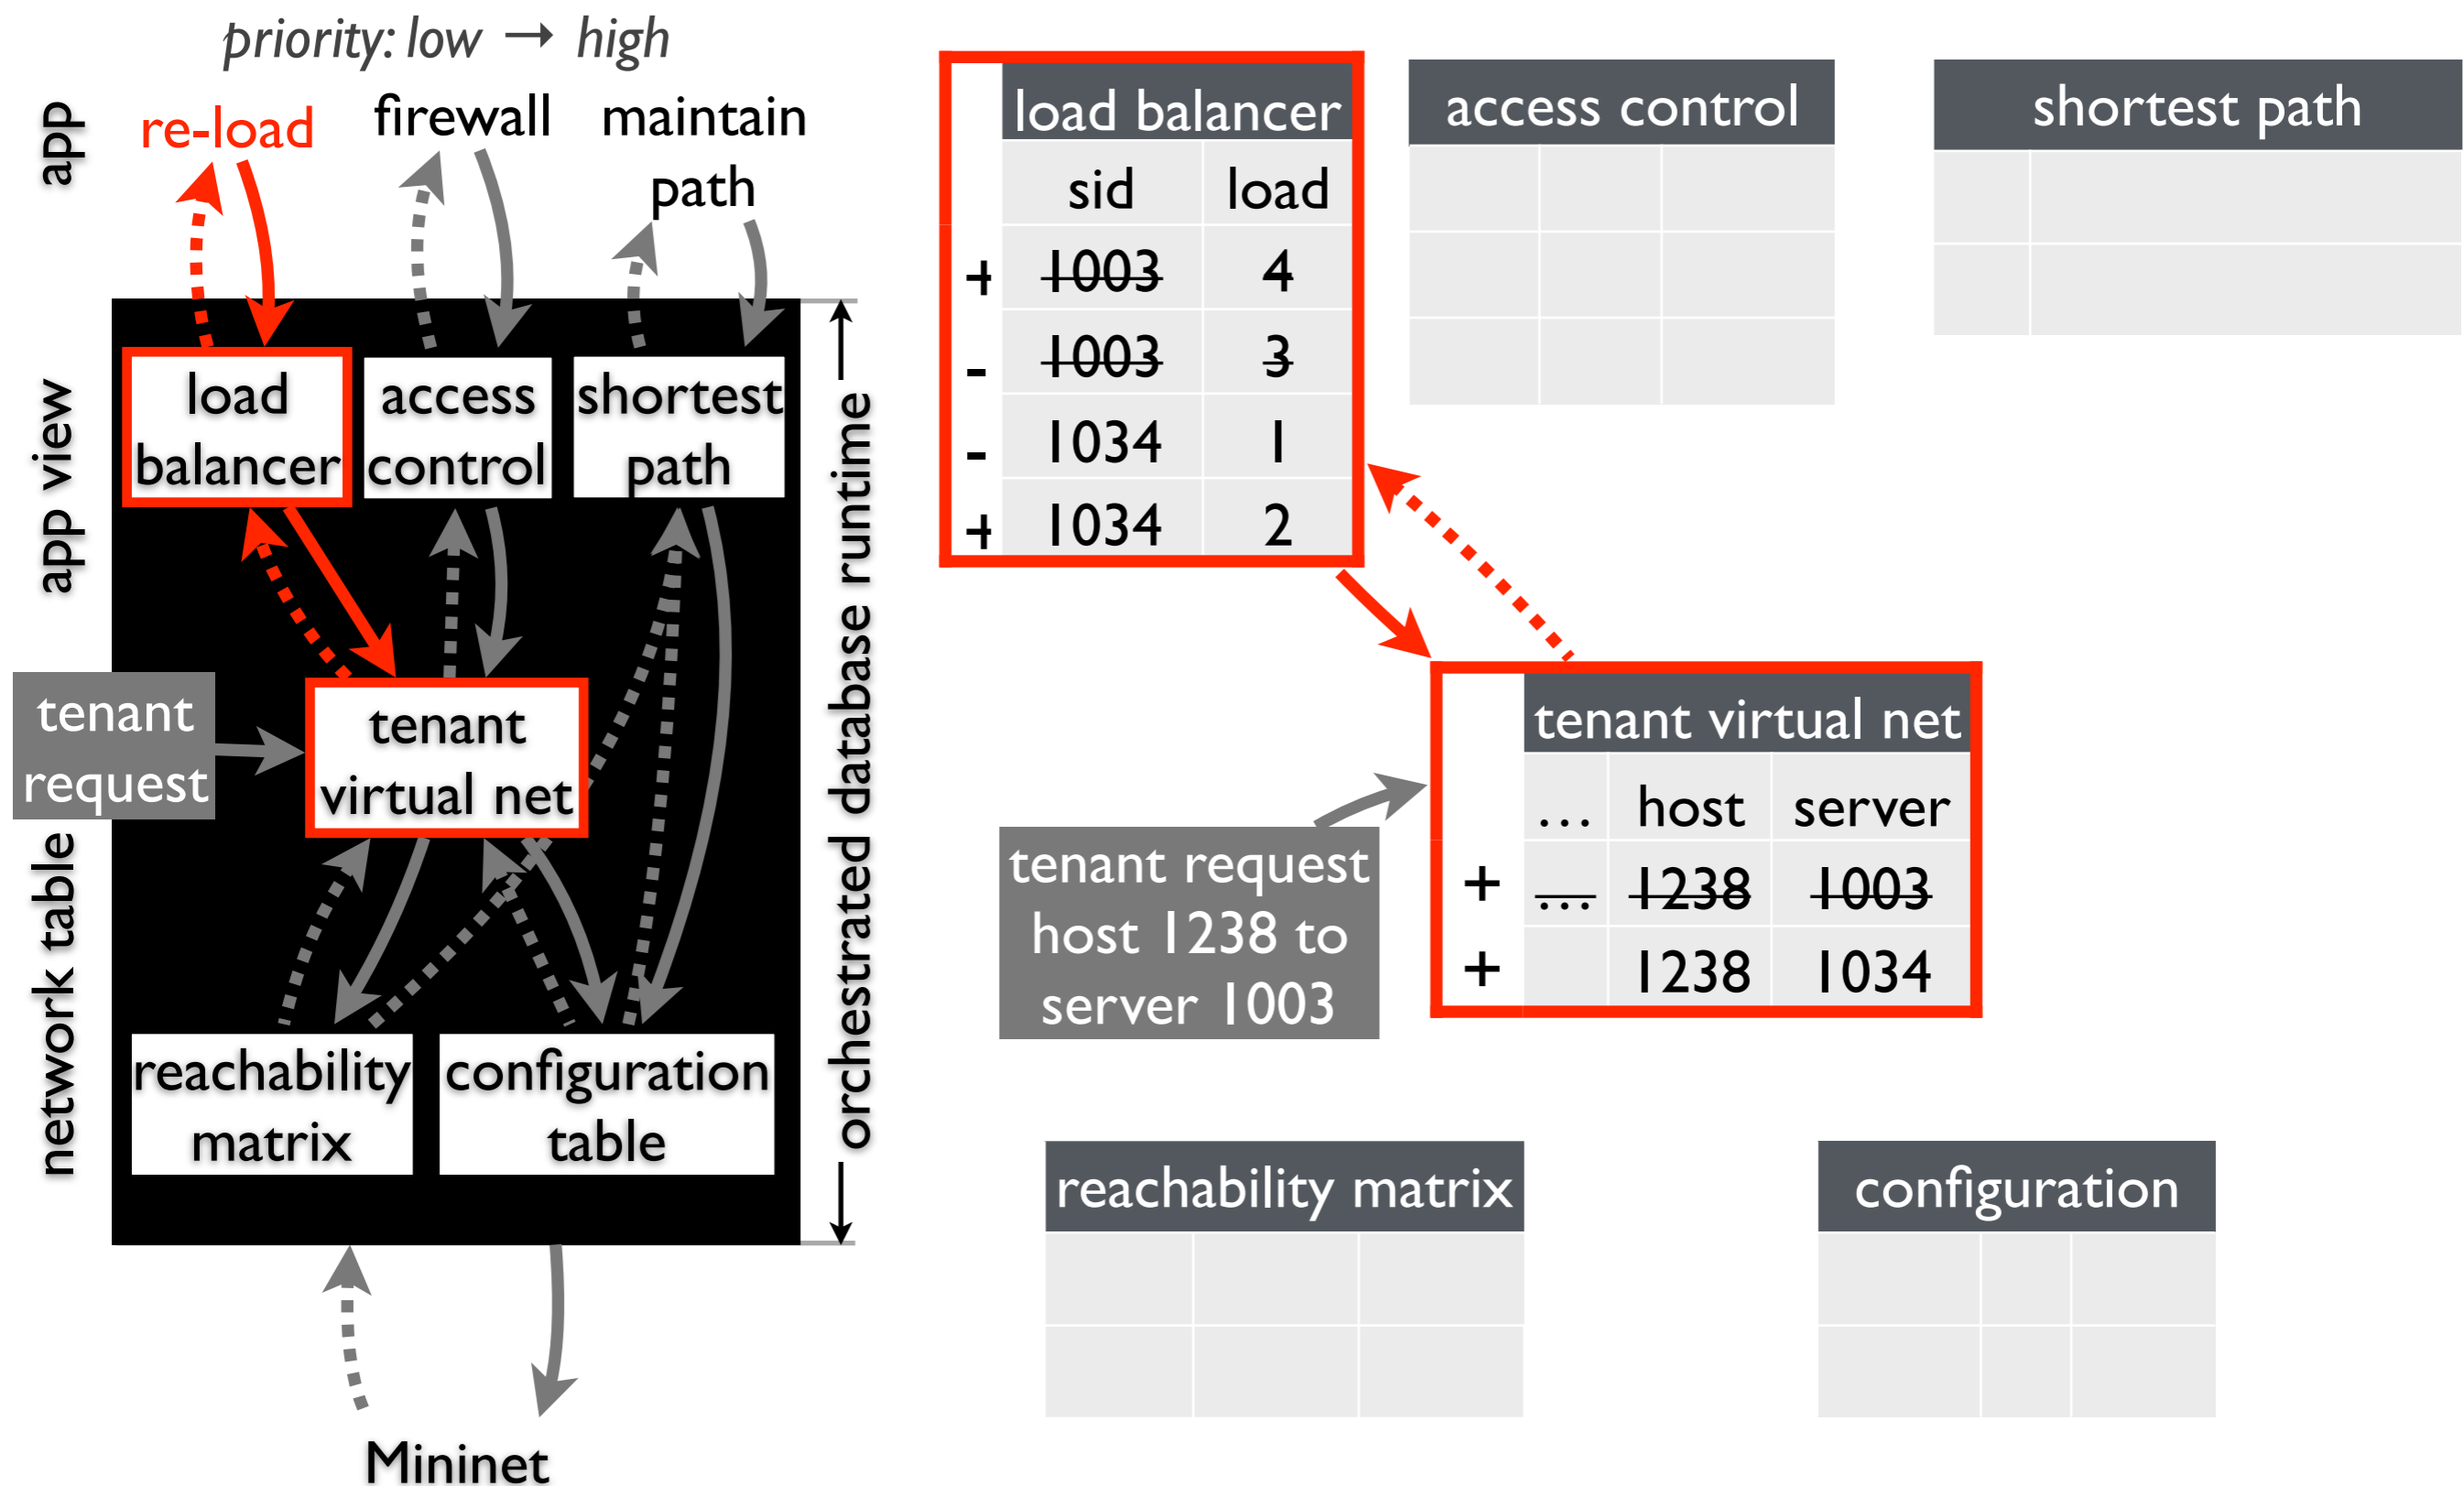 priority: low → high
app
re-load
firewall
maintain
path
app view
load
balancer
access
control
shortest
path
tenant
request
tenant
virtual net
network table
reachability
matrix
configuration
table
orchestrated database runtime
Mininet
load balancer
sid load
+ 1003 4
- 1003 3
- 1034 1
+ 1034 2
access control
shortest path
tenant request
host 1238 to
server 1003
tenant virtual net
... host server
+ ... 1238 1003
+ 1238 1034
reachability matrix
configuration